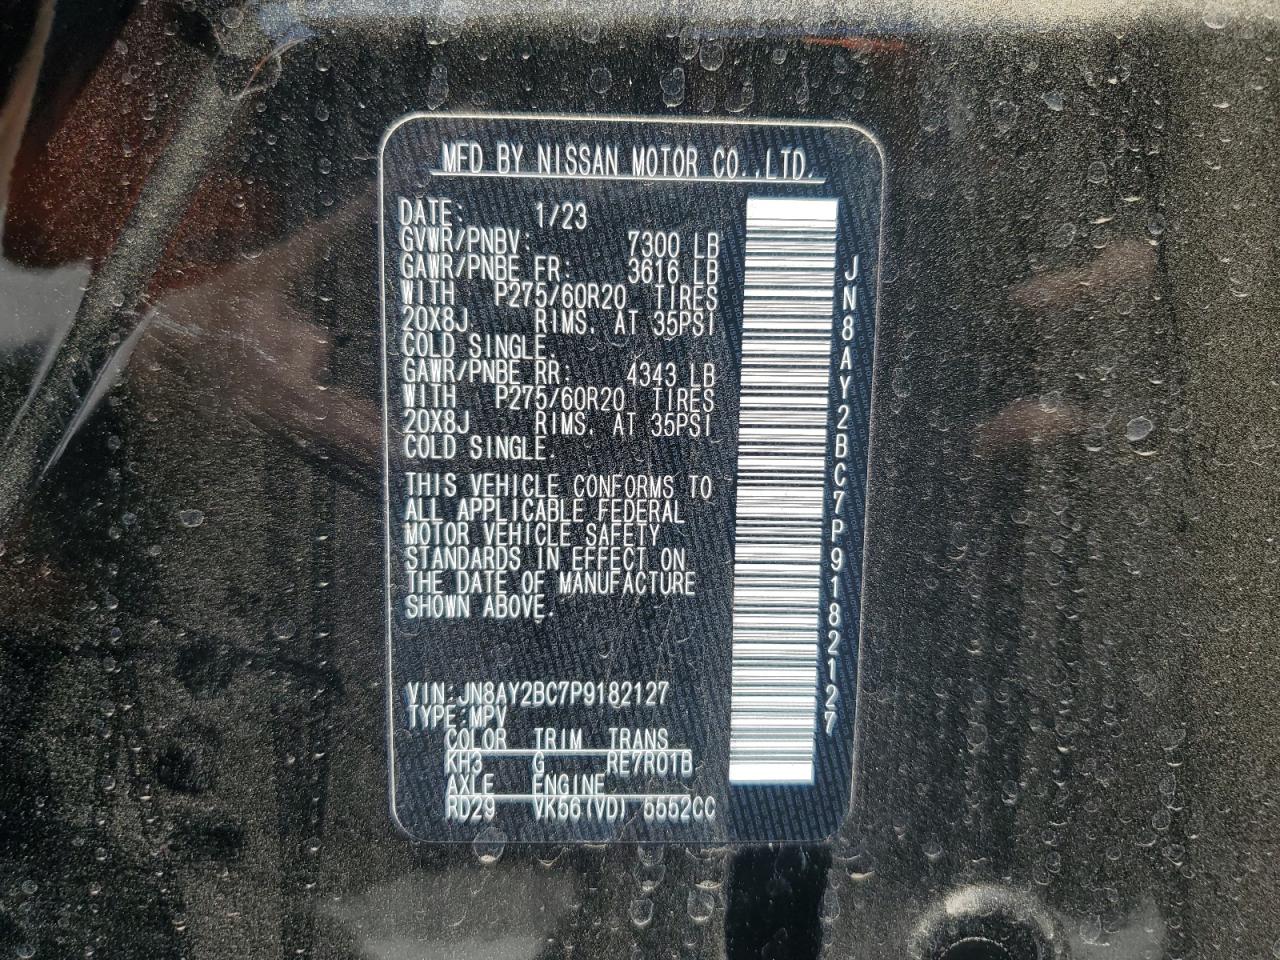 MFD BY NISSAN MOTOR CO.,LTD.
DATE: 1/23
GVWR/PNBV: 7300 LB
GAWR/PNBE FR: 3616 LB
WITH P275/60R20 TIRES
20X8J RIMS, AT 35PSI
COLD SINGLE.
GAWR/PNBE RR: 4343 LB
WITH P275/60R20 TIRES
20X8J RIMS, AT 35PSI
COLD SINGLE.
THIS VEHICLE CONFORMS TO
ALL APPLICABLE FEDERAL
MOTOR VEHICLE SAFETY
STANDARDS IN EFFECT ON
THE DATE OF MANUFACTURE
SHOWN ABOVE.
VIN:JN8AY2BC7P9182127
TYPE:MPV
COLOR TRIM TRANS
KH3 G RE7R01B
AXLE ENGINE
RD29 VK56(VD) 5552CC
JN8AY2BC7P9182127